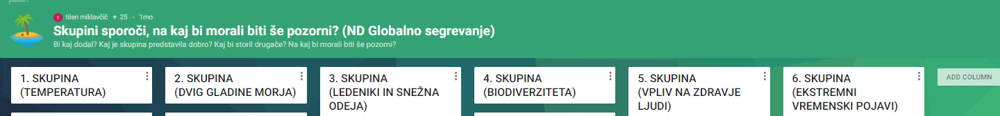 padlet
tilen miklavčič + 25 1mo
Skupini sporoči, na kaj bi morali biti še pozorni? (ND Globalno segrevanje)
Bi kaj dodal? Kaj je skupina predstavila dobro? Kaj bi storil drugače? Na kaj bi morali biti še pozorni?
1. SKUPINA
(TEMPERATURA)
2. SKUPINA
(DVIG GLADINE MORJA)
3. SKUPINA
(LEDENIKI IN SNEŽNA
ODEJA)
4. SKUPINA
(BIODIVERZITETA)
5. SKUPINA
(VPLIV NA ZDRAVJE
LJUDI)
6. SKUPINA
(EKSTREMNI
VREMENSKI POJAVI)
ADD COLUMN